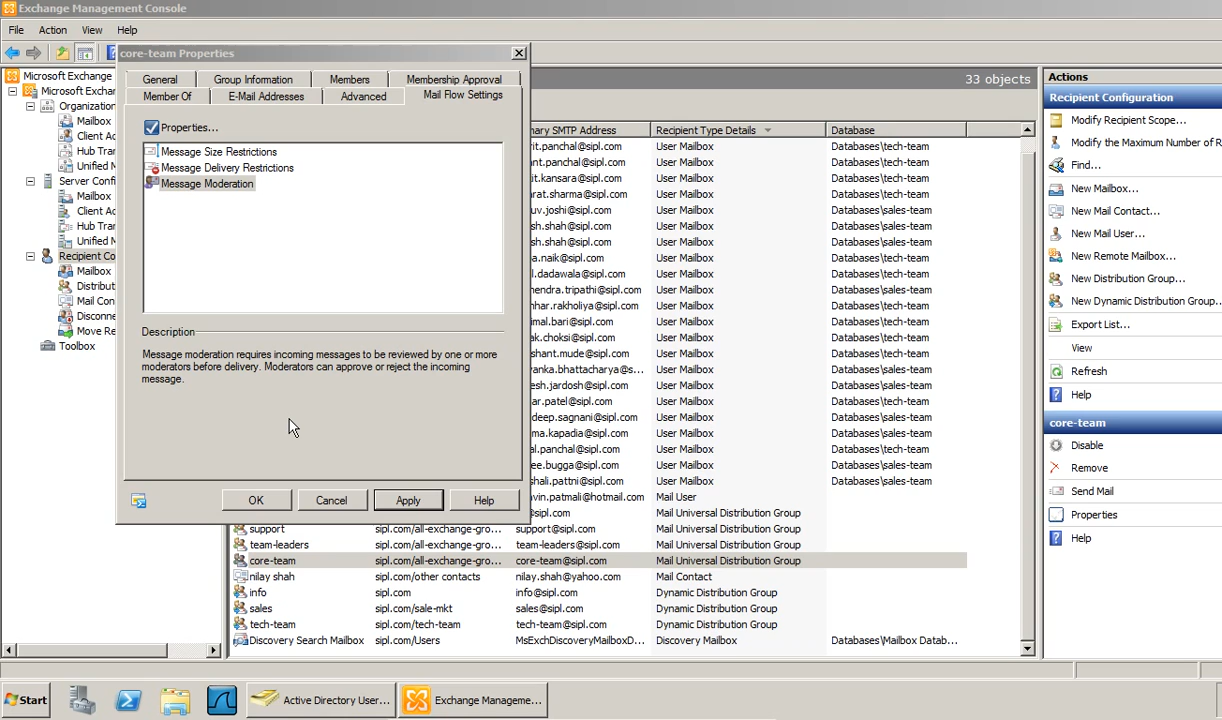 Exchange Management Console
File Action View Help
core-team Properties
General Group Information Members Membership Approval
Member Of E-Mail Addresses Advanced Mail Flow Settings
Properties...
Message Size Restrictions
Message Delivery Restrictions
Message Moderation
Description
Message moderation requires incoming messages to be reviewed by one or more
moderators before delivery. Moderators can approve or reject the incoming
message.
OK Cancel Apply Help
Microsoft Exchange
Microsoft Exchar
Organizatio
Mailbox
Client Ac
Hub Tra
Unified M
Server Confi
Mailbox
Client Ac
Hub Tran
Unified M
Recipient Co
Mailbox
Distribut
Mail Con
Disconne
Move Re
Toolbox
33 objects
ary SMTP Address Recipient Type Details Database
rit.panchal@sipl.com User Mailbox Databases\tech-team
ant.panchal@sipl.com User Mailbox Databases\tech-team
it.kansara@sipl.com User Mailbox Databases\tech-team
arat.sharma@sipl.com User Mailbox Databases\tech-team
uv.joshi@sipl.com User Mailbox Databases\sales-team
sh.shah@sipl.com User Mailbox Databases\sales-team
a.naik@sipl.com User Mailbox Databases\tech-team
l.dadawala@sipl.com User Mailbox Databases\sales-team
nendra.tripathi@sipl.com User Mailbox Databases\sales-team
har.rakholiya@sipl.com User Mailbox Databases\tech-team
imal.bari@sipl.com User Mailbox Databases\sales-team
ak.choksi@sipl.com User Mailbox Databases\tech-team
shant.mude@sipl.com User Mailbox Databases\tech-team
anka.bhattacharya@s... User Mailbox Databases\sales-team
esh.jardosh@sipl.com User Mailbox Databases\sales-team
ar.patel@sipl.com User Mailbox Databases\tech-team
deep.sagnani@sipl.com User Mailbox Databases\sales-team
ma.kapadia@sipl.com User Mailbox Databases\sales-team
al.panchal@sipl.com User Mailbox Databases\tech-team
ee.bugga@sipl.com User Mailbox Databases\sales-team
hali.pattni@sipl.com User Mailbox Databases\sales-team
vin.patmali@hotmail.com Mail User
@sipl.com Mail Universal Distribution Group
support sipl.com/all-exchange-gro... support@sipl.com Mail Universal Distribution Group
team-leaders sipl.com/all-exchange-gro... team-leaders@sipl.com Mail Universal Distribution Group
core-team sipl.com/all-exchange-gro... core-team@sipl.com Mail Universal Distribution Group
nilay shah sipl.com/other contacts nilay.shah@yahoo.com Mail Contact
info sipl.com info@sipl.com Dynamic Distribution Group
sales sipl.com/sale-mkt sales@sipl.com Dynamic Distribution Group
tech-team sipl.com/tech-team tech-team@sipl.com Dynamic Distribution Group
Discovery Search Mailbox sipl.com/Users MsExchDiscoveryMailboxD... Discovery Mailbox Databases\Mailbox Datab...
Actions
Recipient Configuration
Modify Recipient Scope...
Modify the Maximum Number of R
Find...
New Mailbox...
New Mail Contact...
New Mail User...
New Remote Mailbox...
New Distribution Group...
New Dynamic Distribution Group...
Export List...
View
Refresh
Help
core-team
Disable
Remove
Send Mail
Properties
Help
Start Active Directory User... Exchange Manageme...